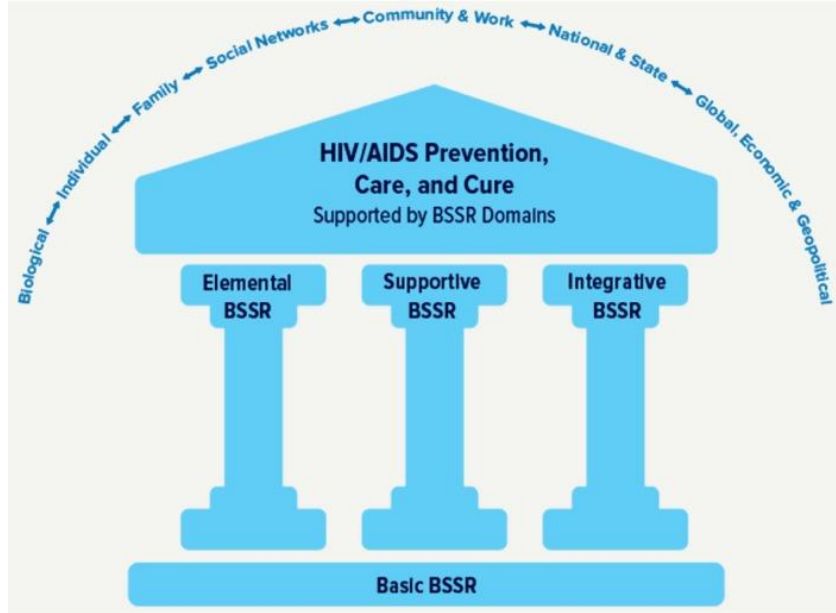 Biological ↔ Individual ↔ Family ↔ Social Networks ↔ Community & Work ↔ National & State ↔ Global, Economic & Geopolitical
HIV/AIDS Prevention,
Care, and Cure
Supported by BSSR Domains
Elemental
BSSR
Supportive
BSSR
Integrative
BSSR
Basic BSSR